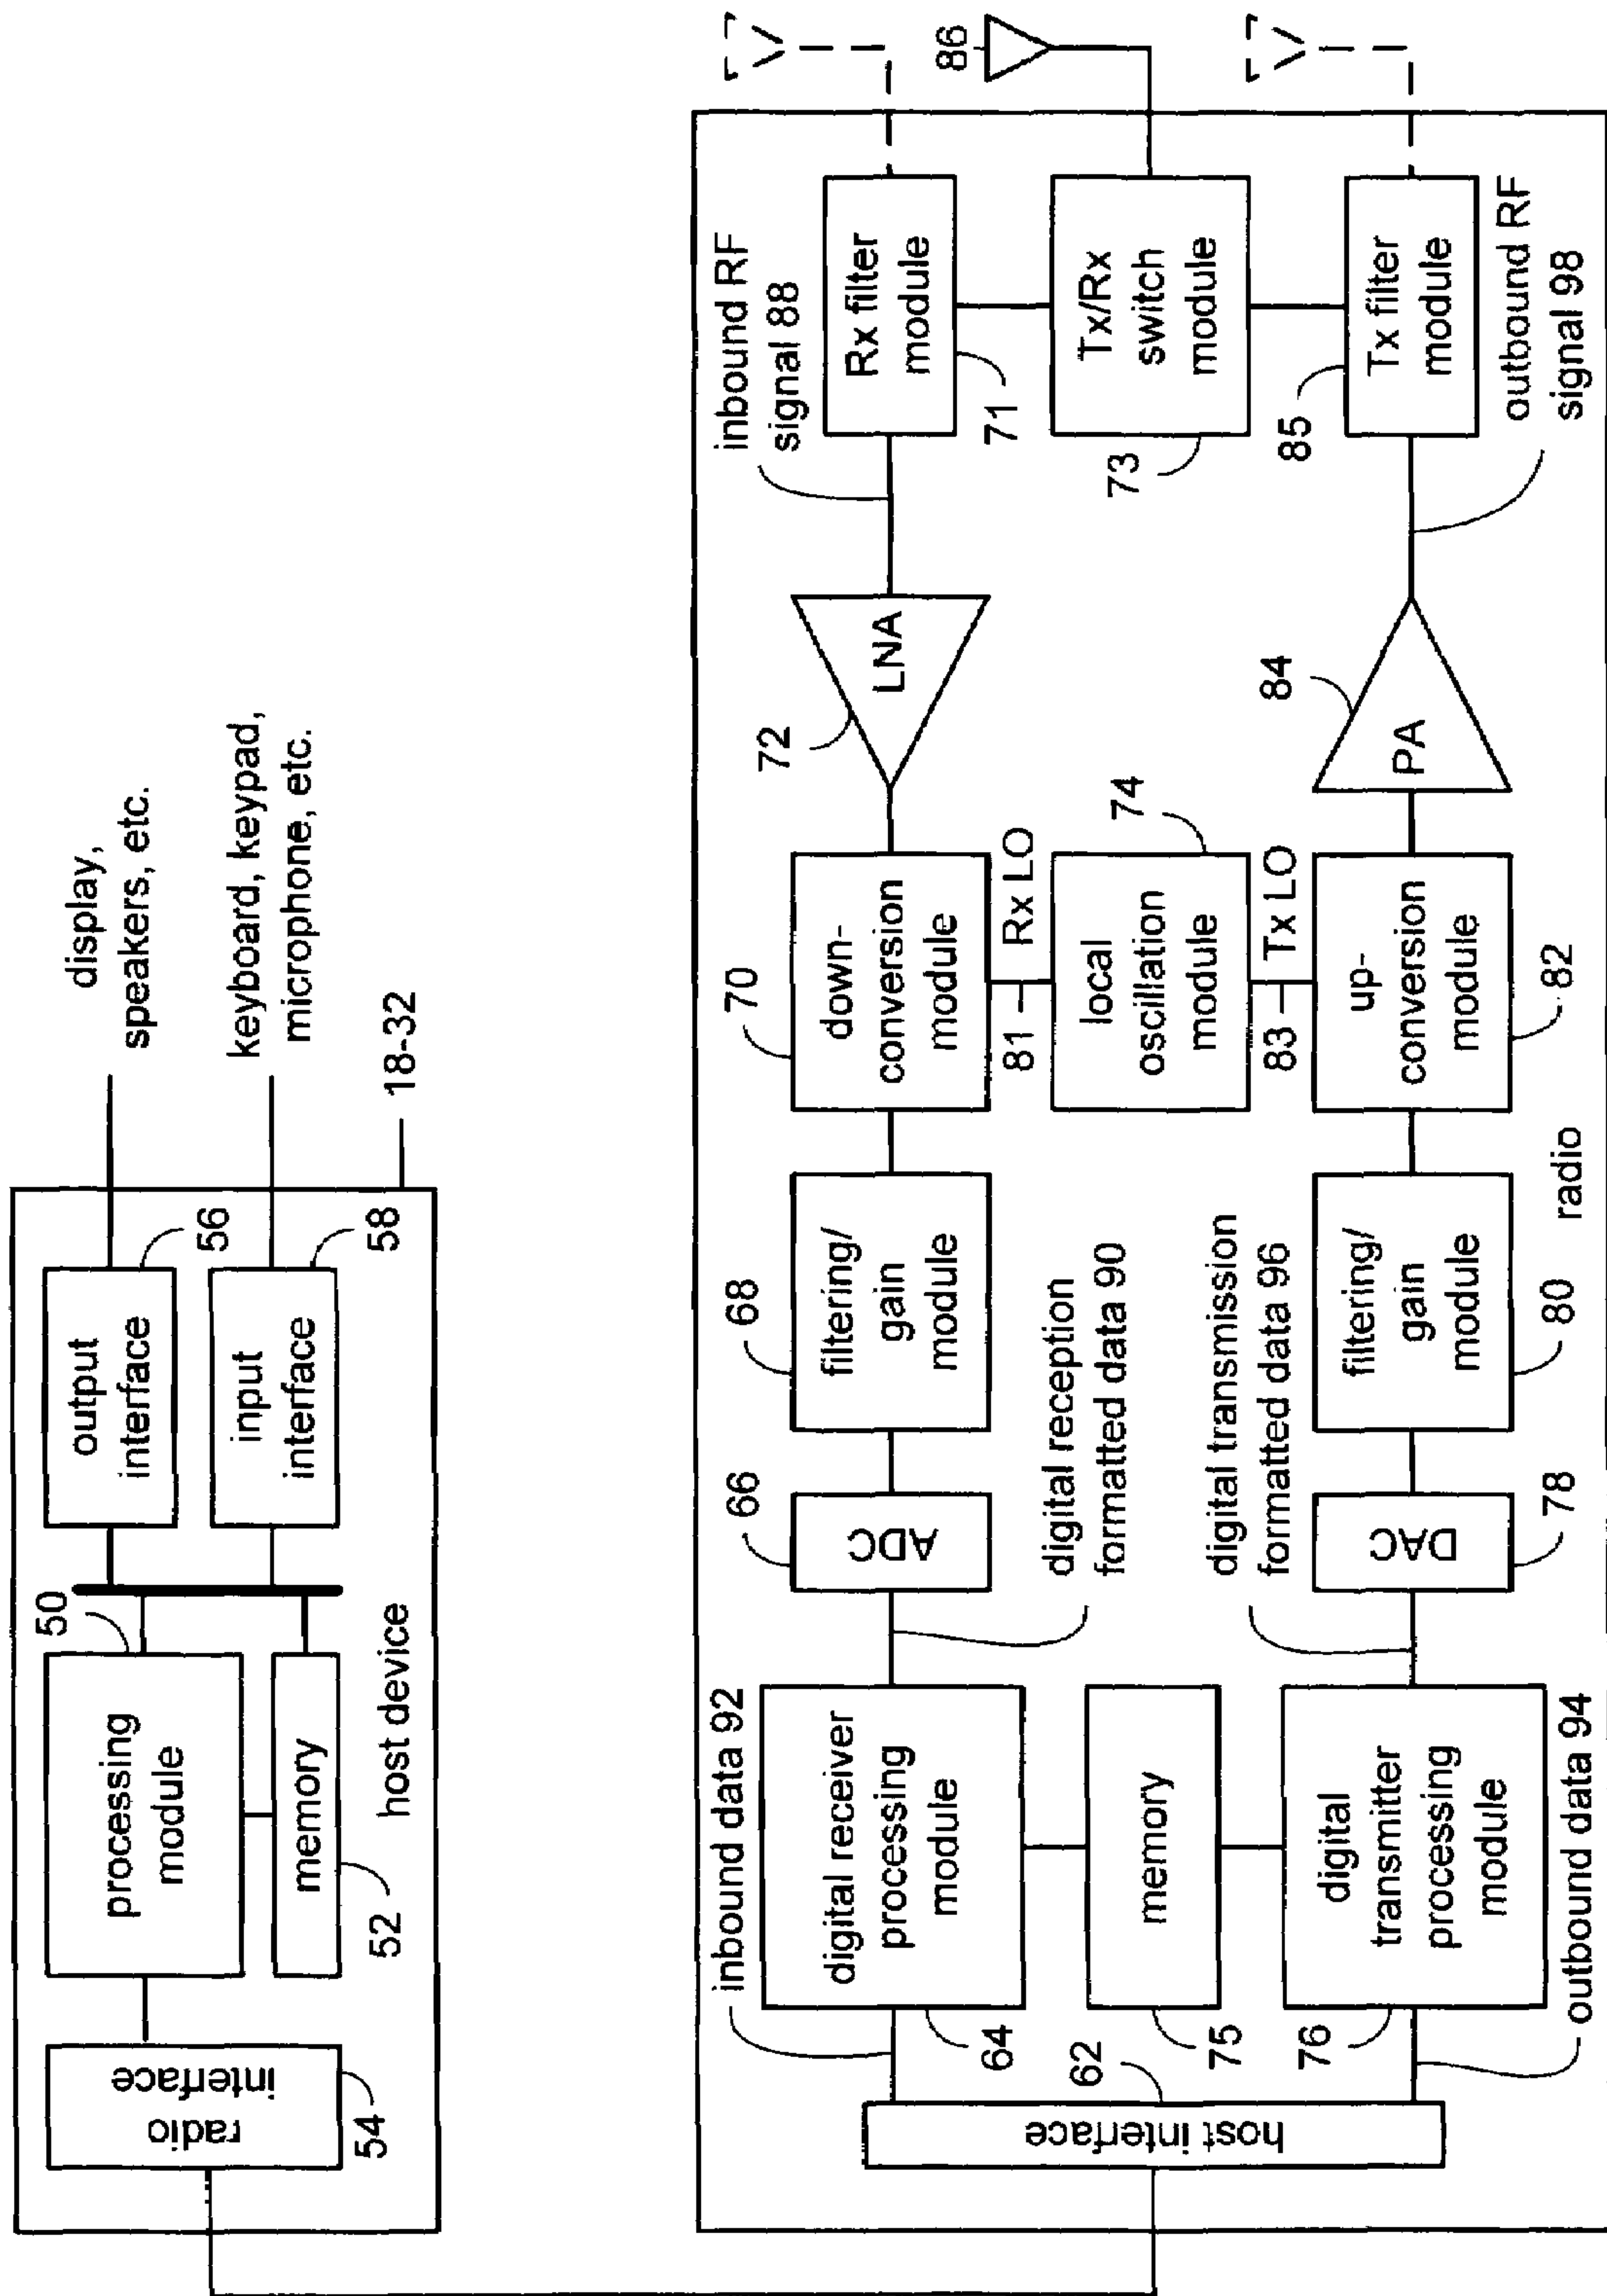 display,
speakers, etc.
keyboard, keypad,
microphone, etc.
18-32
output
interface
56
input
interface
58
50
processing
module
memory
52
host device
radio
interface
54
86
inbound RF
signal 88
Rx filter
module
71
Tx/Rx
switch
module
73
Tx filter
module
85
outbound RF
signal 98
LNA
72
PA
84
down-
conversion
module
70
Rx LO
81
local
oscillation
module
74
Tx LO
83
up-
conversion
module
82
filtering/
gain
module
68
filtering/
gain
module
80
radio
ADC
66
digital reception
formatted data 90
digital transmission
formatted data 96
DAC
78
inbound data 92
digital receiver
processing
module
64
memory
75
digital
transmitter
processing
module
76
outbound data 94
host interface
62